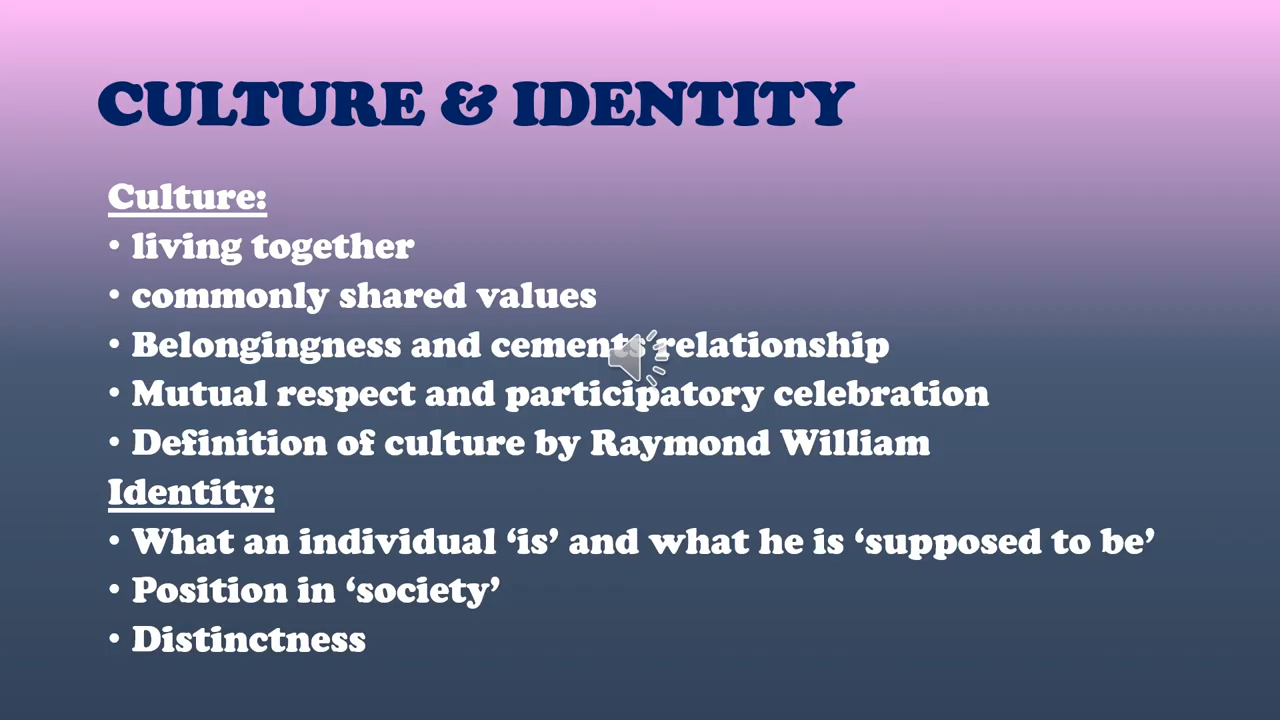 CULTURE & IDENTITY
Culture:
• living together
• commonly shared values
• Belongingness and cements relationship
• Mutual respect and participatory celebration
• Definition of culture by Raymond William
Identity:
• What an individual ‘is’ and what he is ‘supposed to be’
• Position in ‘society’
• Distinctness